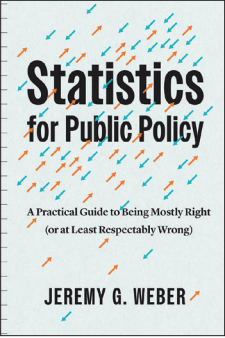 Statistics
for Public Policy
A Practical Guide to Being Mostly Right
(or at Least Respectably Wrong)
JEREMY G. WEBER